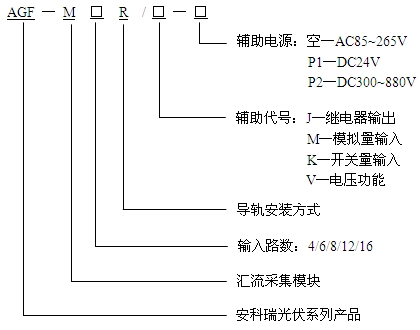 AGF－M□R/□－□
辅助电源：空—AC85~265V
P1—DC24V
P2—DC300~880V
辅助代号：J—继电器输出
M—模拟量输入
K—开关量输入
V—电压功能
导轨安装方式
输入路数：4/6/8/12/16
汇流采集模块
安科瑞光伏系列产品